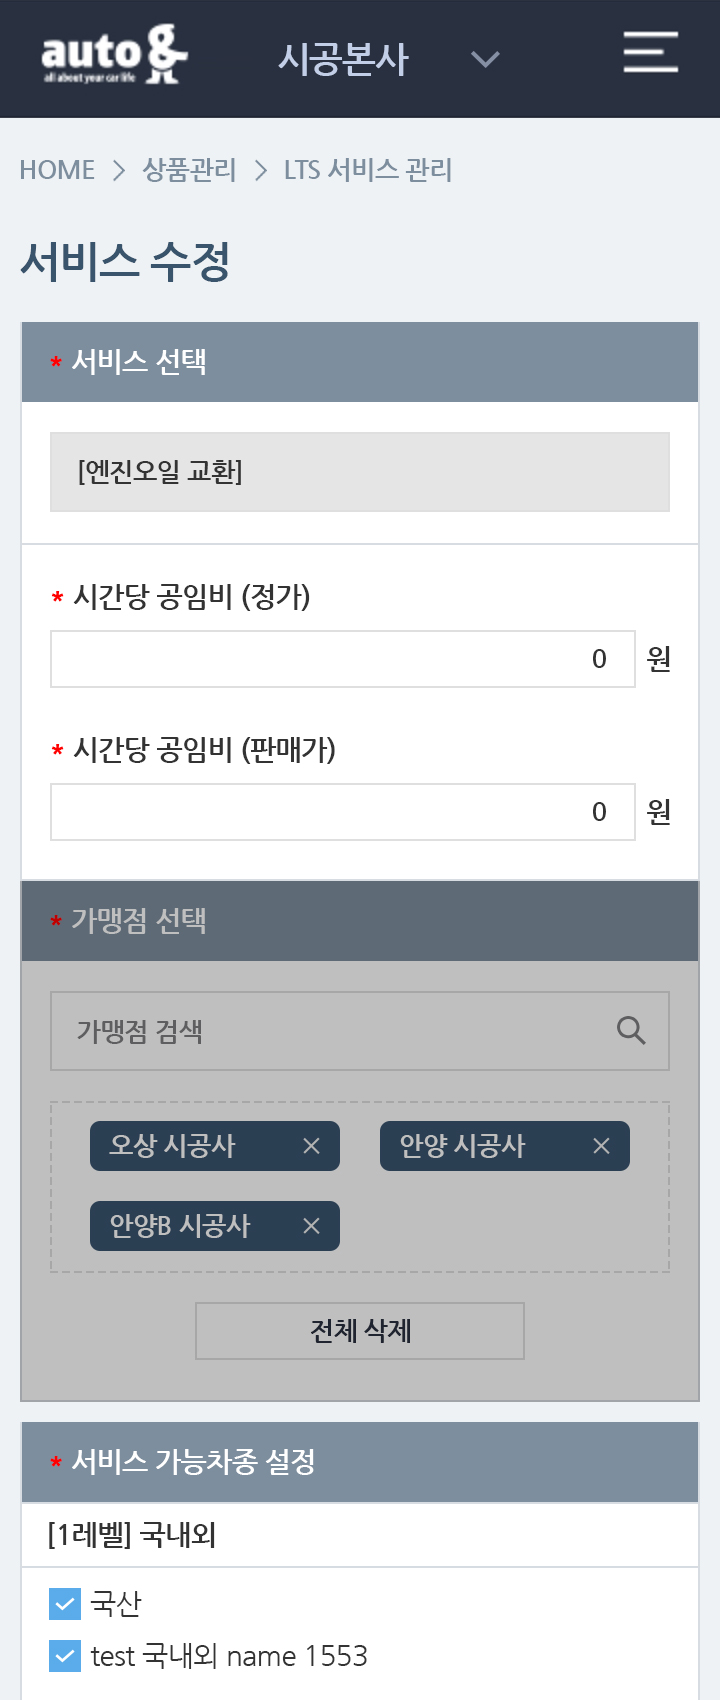 auto &
all about your car life
시공본사
HOME > 상품관리 > LTS 서비스 관리
서비스 수정
* 서비스 선택
[엔진오일 교환]
* 시간당 공임비 (정가)
0 원
* 시간당 공임비 (판매가)
0 원
* 가맹점 선택
가맹점 검색
오상 시공사 × 안양 시공사 ×
안양B 시공사 ×
전체 삭제
* 서비스 가능차종 설정
[1레벨] 국내외
국산
test 국내외 name 1553